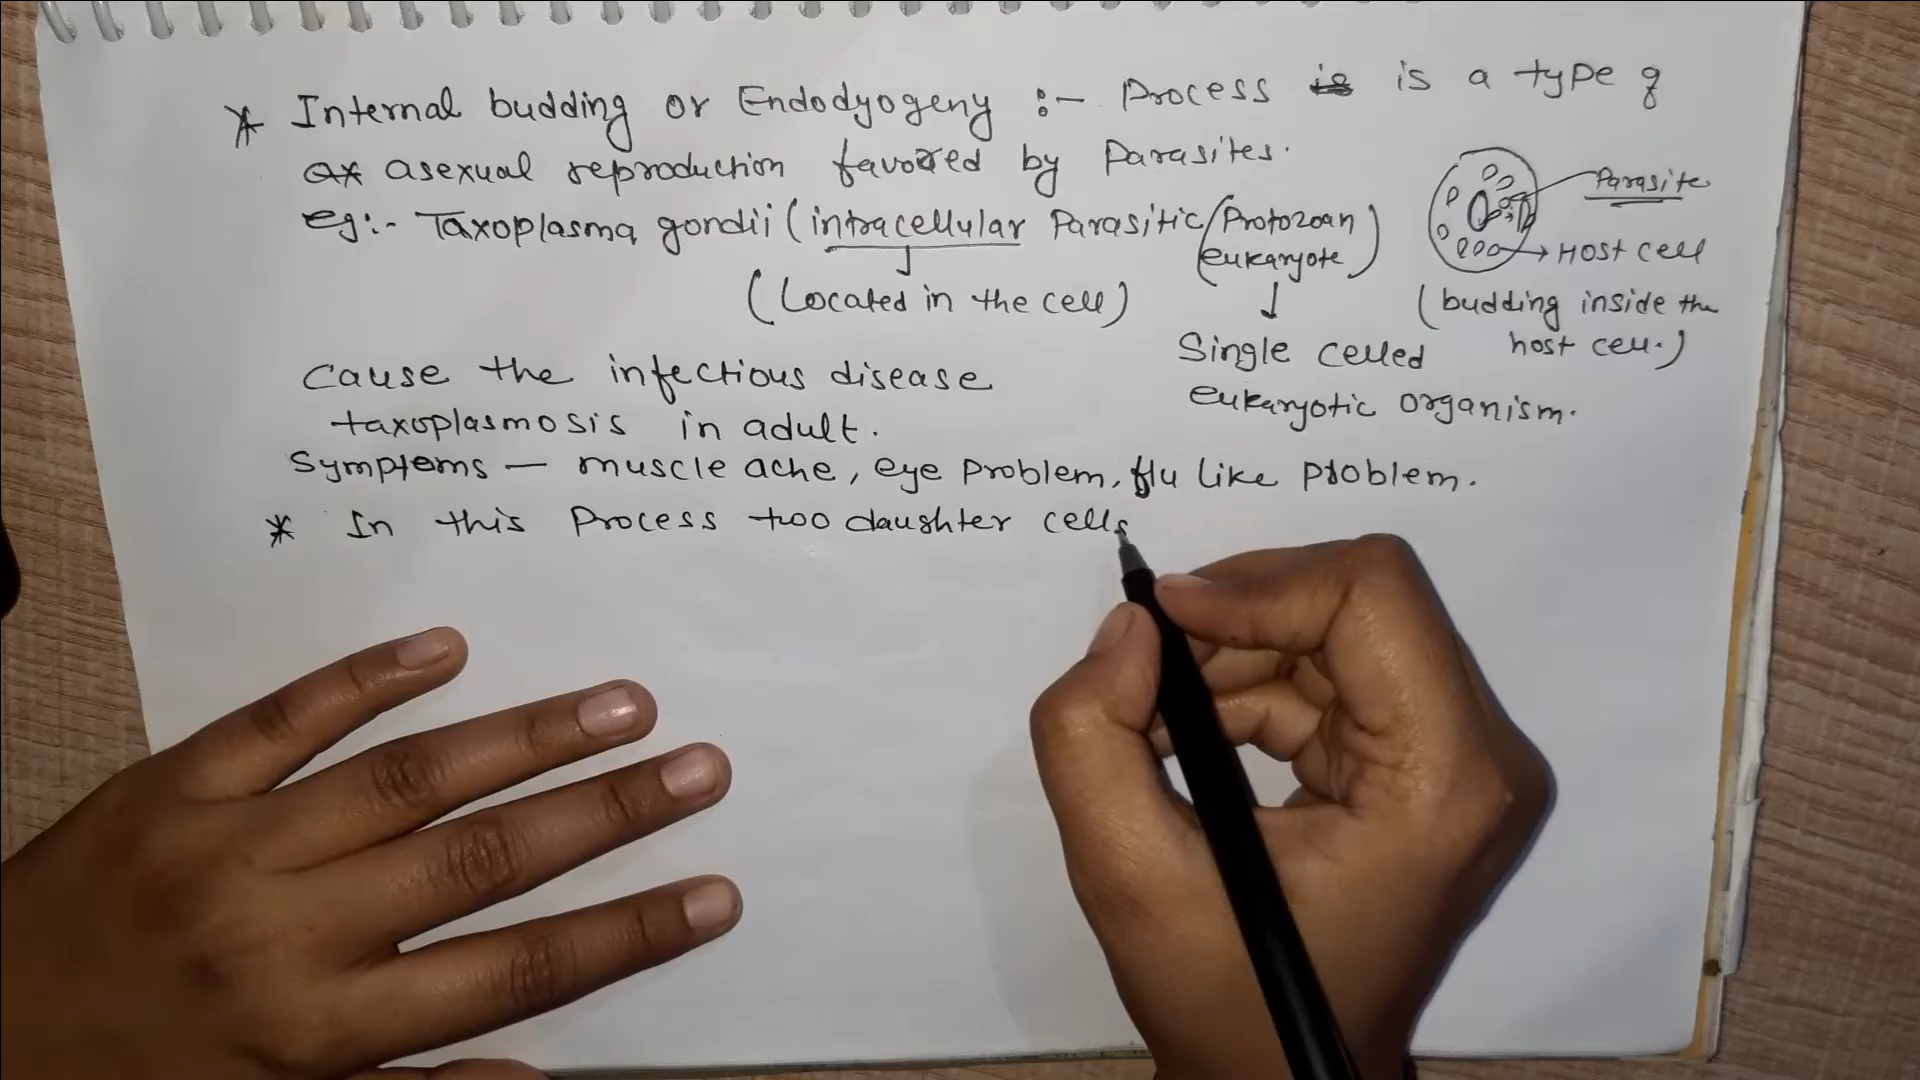 * Internal budding or Endodyogeny :- Process is is a type of
asexual reproduction favored by Parasites.
eg:- Taxoplasma gondii (intracellular Parasitic/Protozoan
eukaryote)
(Located in the cell)
Single celled
eukaryotic organism.
Parasite
Host cell
(budding inside the
host cell.)
Cause the infectious disease
taxoplasmosis in adult.
Symptoms — muscle ache, eye problem, flu like problem.
* In this Process two daughter cells